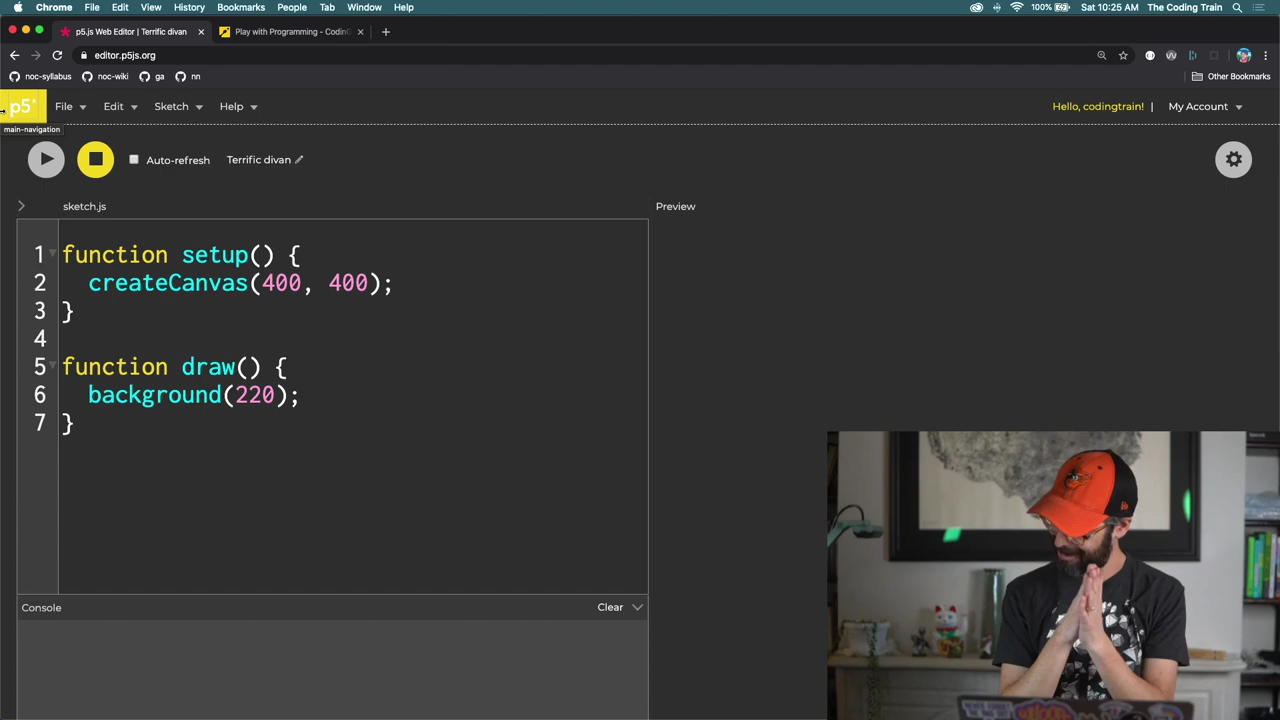 Chrome File Edit View History Bookmarks People Tab Window Help 100% Sat 10:25 AM The Coding Train
p5.js Web Editor | Terrific divan Play with Programming - CodinG
editor.p5js.org
noc-syllabus noc-wiki ga nn Other Bookmarks
p5* File Edit Sketch Help Hello, codingtrain! | My Account
main-navigation
Auto-refresh Terrific divan
sketch.js Preview
1 function setup() {
2 createCanvas(400, 400);
3 }
4
5 function draw() {
6 background(220);
7 }
Console Clear